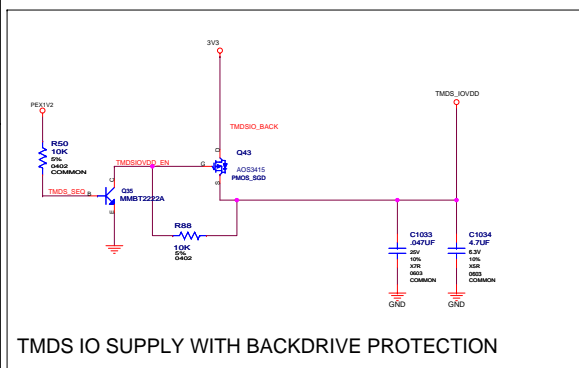 3V3
TMDS_IOVDD
PEX1V2
TMDSIO_BACK
R50
10K
5%
0402
COMMON
TMDSIOVDD_EN
D
G
S
Q43
AOS3415
PMOS_SGD
TMDS_SEQ
B
C
E
Q35
MMBT2222A
R88
10K
5%
0402
C1033
.047UF
25V
10%
X7R
0603
COMMON
GND
C1034
4.7UF
6.3V
10%
X5R
0603
COMMON
GND
TMDS IO SUPPLY WITH BACKDRIVE PROTECTION